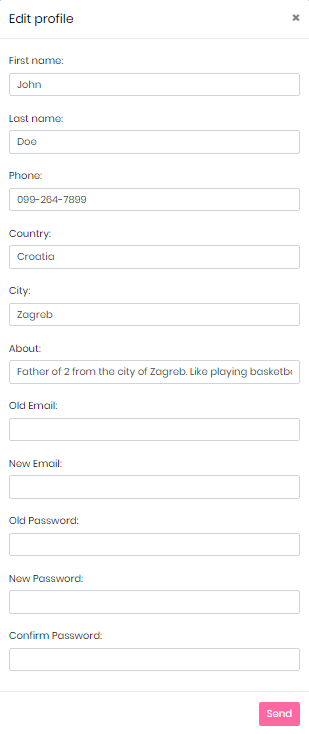 Edit profile ×
First name:
John
Last name:
Doe
Phone:
099-264-7899
Country:
Croatia
City:
Zagreb
About:
Father of 2 from the city of Zagreb. Like playing
Old Email:
New Email:
Old Password:
New Password:
Confirm Password:
Send